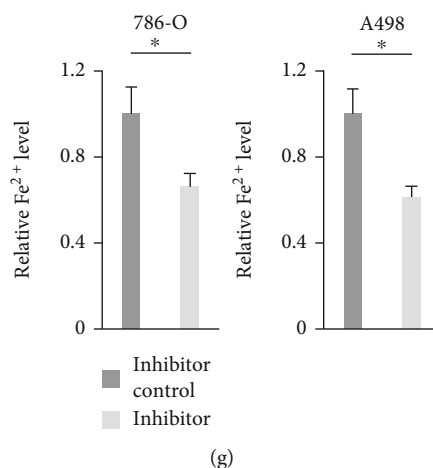 786-O
*
Relative Fe²⁺ level
1.2
0.8
0.4
0
A498
*
Relative Fe²⁺ level
1.2
0.8
0.4
0
Inhibitor
control
Inhibitor
(g)